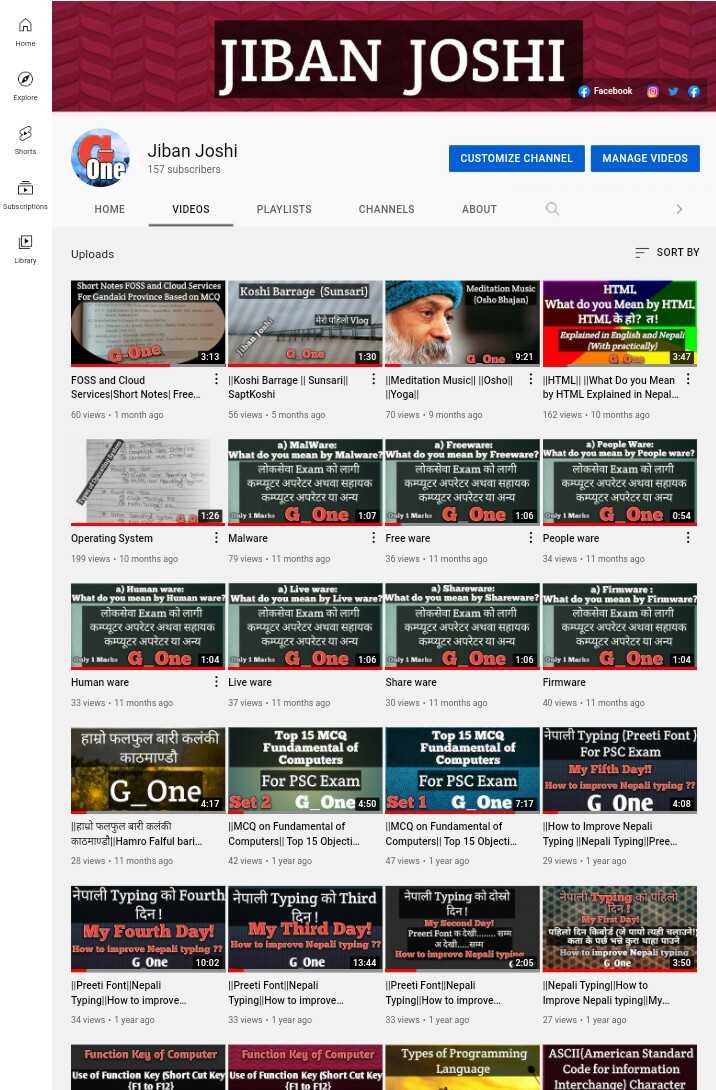 JIBAN JOSHI
Facebook
Home
Explore
Shorts
Subscriptions
Library
G-One
Jiban Joshi
157 subscribers
CUSTOMIZE CHANNEL
MANAGE VIDEOS
HOME
VIDEOS
PLAYLISTS
CHANNELS
ABOUT
Uploads
SORT BY
Short Notes FOSS and Cloud Services
For Gandaki Province Based on MCQ
G-One
3:13
FOSS and Cloud
Services|Short Notes| Free...
60 views • 1 month ago
Koshi Barrage (Sunsari)
मेरो पहिलो Vlog
Jiban Joshi
G_One
1:30
||Koshi Barrage || Sunsari||
SaptKoshi
56 views • 5 months ago
Meditation Music
(Osho Bhajan)
G_One
9:21
||Meditation Music|| ||Osho||
||Yoga||
70 views • 9 months ago
HTML
What do you Mean by HTML
HTML के हो? त!
Explained in English and Nepali
(With practically)
G_One
3:47
||HTML|| ||What Do you Mean
by HTML Explained in Nepal...
162 views • 10 months ago
1:26
Operating System
199 views • 10 months ago
a) MalWare:
What do you mean by Malware?
लोकसेवा Exam को लागी
कम्प्यूटर अपरेटर अथवा सहायक
कम्प्यूटर अपरेटर या अन्य
Only 1 Marks
G_One
1:07
Malware
79 views • 11 months ago
a) Freeware:
What do you mean by Freeware?
लोकसेवा Exam को लागी
कम्प्यूटर अपरेटर अथवा सहायक
कम्प्यूटर अपरेटर या अन्य
Only 1 Marks
G_One
1:06
Free ware
36 views • 11 months ago
a) People Ware:
What do you mean by People ware?
लोकसेवा Exam को लागी
कम्प्यूटर अपरेटर अथवा सहायक
कम्प्यूटर अपरेटर या अन्य
Only 1 Marks
G_One
0:54
People ware
34 views • 11 months ago
a) Human ware:
What do you mean by Human ware?
लोकसेवा Exam को लागी
कम्प्यूटर अपरेटर अथवा सहायक
कम्प्यूटर अपरेटर या अन्य
Only 1 Marks
G_One
1:04
Human ware
33 views • 11 months ago
a) Live ware:
What do you mean by Live ware?
लोकसेवा Exam को लागी
कम्प्यूटर अपरेटर अथवा सहायक
कम्प्यूटर अपरेटर या अन्य
Only 1 Marks
G_One
1:06
Live ware
37 views • 11 months ago
a) Shareware:
What do you mean by Shareware?
लोकसेवा Exam को लागी
कम्प्यूटर अपरेटर अथवा सहायक
कम्प्यूटर अपरेटर या अन्य
Only 1 Marks
G_One
1:06
Share ware
30 views • 11 months ago
a) Firmware :
What do you mean by Firmware?
लोकसेवा Exam को लागी
कम्प्यूटर अपरेटर अथवा सहायक
कम्प्यूटर अपरेटर या अन्य
Only 1 Marks
G_One
1:04
Firmware
40 views • 11 months ago
हाम्रो फलफुल बारी कलंकी
काठमाण्डौ
G_One
4:17
||हाम्रो फलफुल बारी कलंकी
काठमाण्डौ||Hamro Falful bari...
28 views • 11 months ago
Top 15 MCQ
Fundamental of
Computers
For PSC Exam
Set 2
G_One
4:50
||MCQ on Fundamental of
Computers|| Top 15 Objecti...
42 views • 1 year ago
Top 15 MCQ
Fundamental of
Computers
For PSC Exam
Set 1
G_One
7:17
||MCQ on Fundamental of
Computers|| Top 15 Objecti...
47 views • 1 year ago
नेपाली Typing (Preeti Font )
For PSC Exam
My Fifth Day!!
How to Improve Nepali typing ??
G_One
4:08
||How to Improve Nepali
Typing ||Nepali Typing||Pree...
29 views • 1 year ago
नेपाली Typing को Fourth
दिन !
My Fourth Day!
How to improve Nepali typing ??
G_One
10:02
||Preeti Font||Nepali
Typing||How to improve...
34 views • 1 year ago
नेपाली Typing को Third
दिन !
My Third Day!
How to improve Nepali typing ??
G_One
13:44
||Preeti Font||Nepali
Typing||How to improve...
33 views • 1 year ago
नेपाली Typing को दोस्रो
दिन !
My Second Day!
Preeri Font क देखी........ सम्म
अ देखी.....सम्म
How to improve Nepali typing
2:05
||Preeti Font||Nepali
Typing||How to improve...
33 views • 1 year ago
नेपाली Typing को पहिलो
दिन !
My First Day!
पहिलो दिन किबोर्ड (जे पायो त्यही चलाउने!)
कता के पर्छ भन्ने कुरा थाहा पाउने
How to improve Nepali typing
G_One
3:50
||Nepali Typing||How to
Improve Nepali typing||My...
27 views • 1 year ago
Function Key of Computer
Use of Function Key (Short Cut Key
(F1 to F12)
Function Key of Computer
Use of Function Key (Short Cut Key
(F1 to F12)
Types of Programming
Language
ASCII(American Standard
Code for information
Interchange) Character